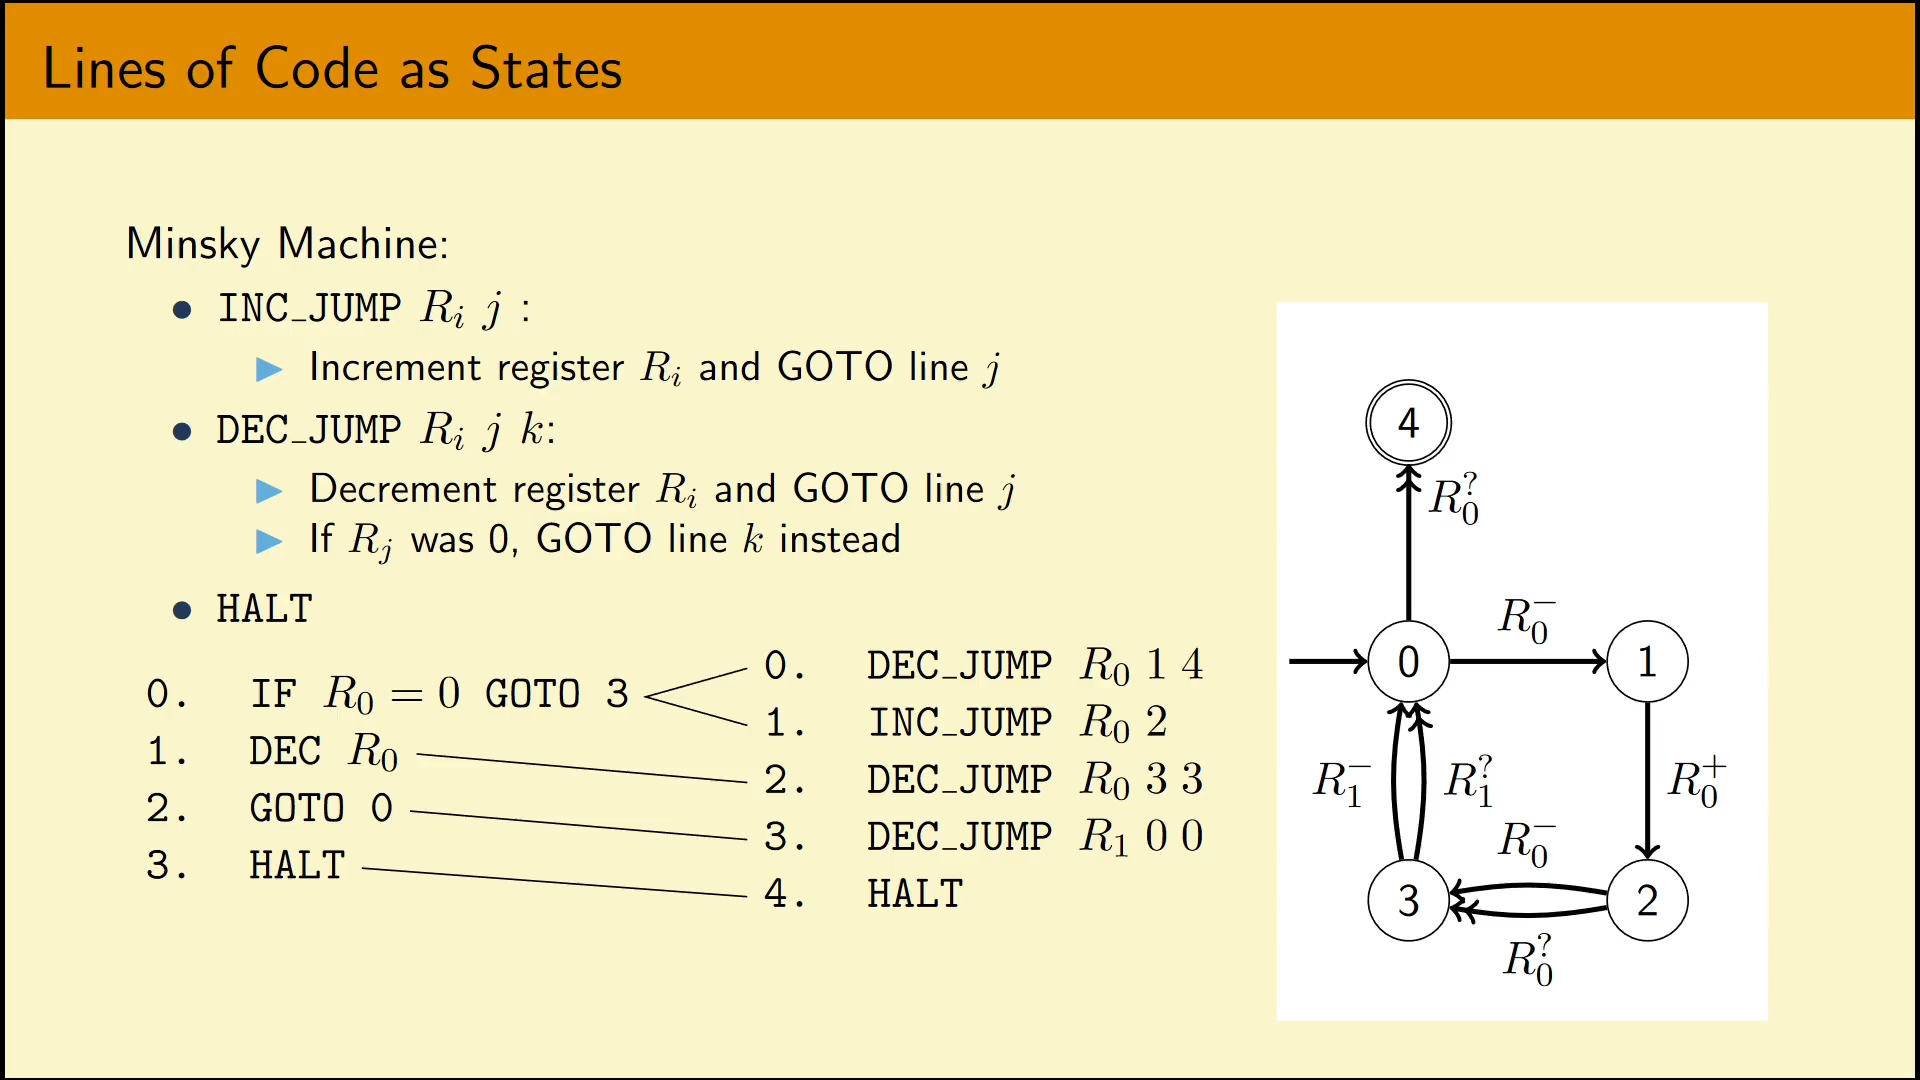 Lines of Code as States
Minsky Machine:
• INC_JUMP R_i j :
▶ Increment register R_i and GOTO line j
• DEC_JUMP R_i j k:
▶ Decrement register R_i and GOTO line j
▶ If R_j was 0, GOTO line k instead
• HALT
0. IF R_0 = 0 GOTO 3
1. DEC R_0
2. GOTO 0
3. HALT
0. DEC_JUMP R_0 1 4
1. INC_JUMP R_0 2
2. DEC_JUMP R_0 3 3
3. DEC_JUMP R_1 0 0
4. HALT
4
R_0^?
R_0^-
0
1
R_1^-
R_1^?
R_0^+
R_0^-
3
2
R_0^?